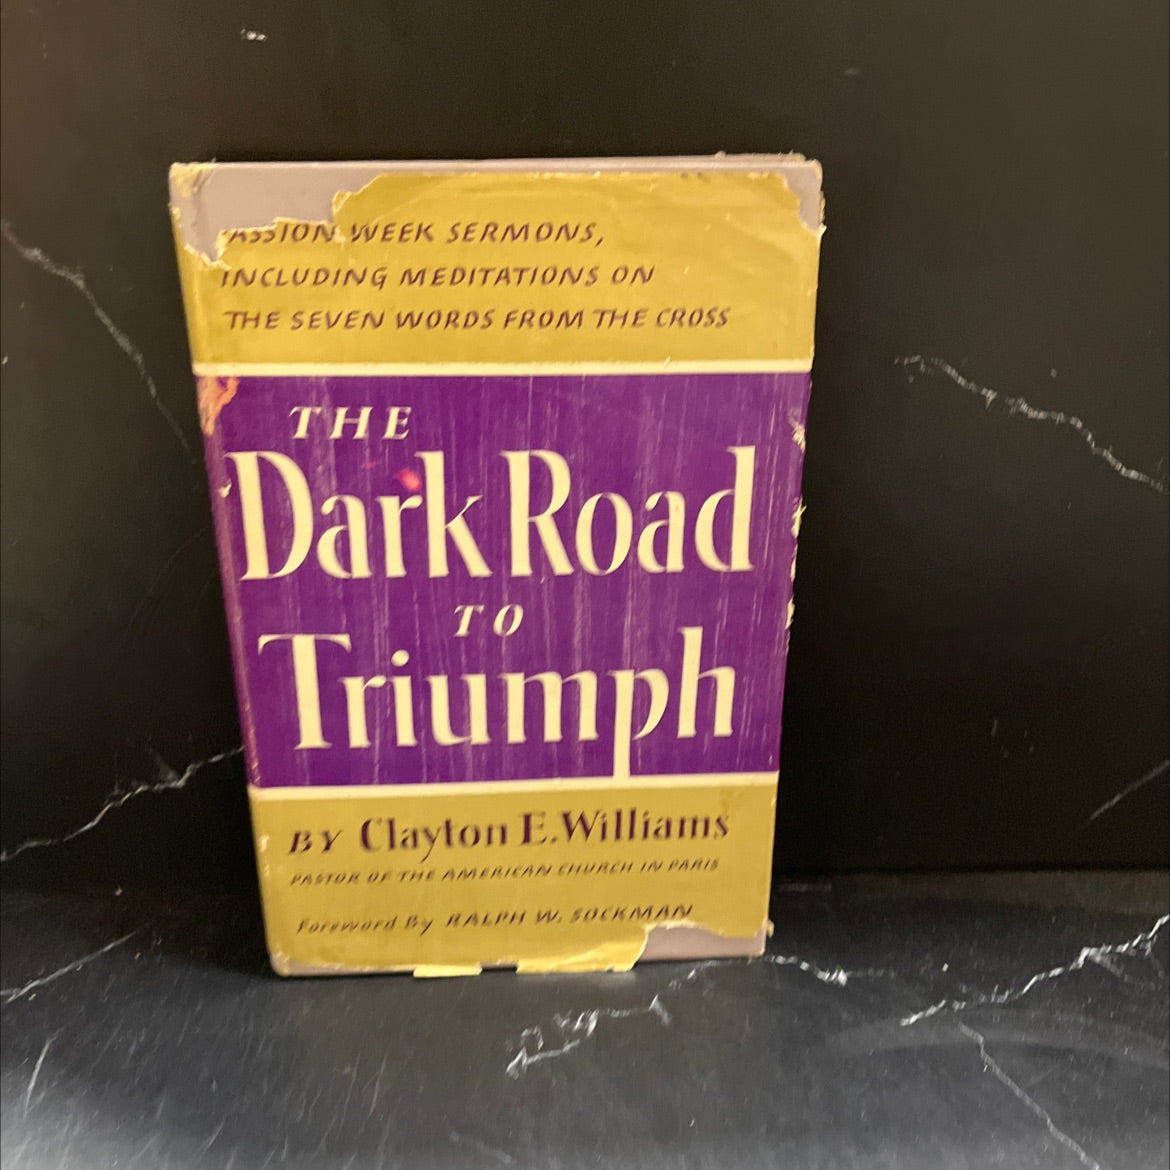 PASSION WEEK SERMONS,
INCLUDING MEDITATIONS ON
THE SEVEN WORDS FROM THE CROSS
THE
Dark Road
TO
Triumph
BY Clayton E. Williams
PASTOR OF THE AMERICAN CHURCH IN PARIS
Foreword By RALPH W. SOCKMAN